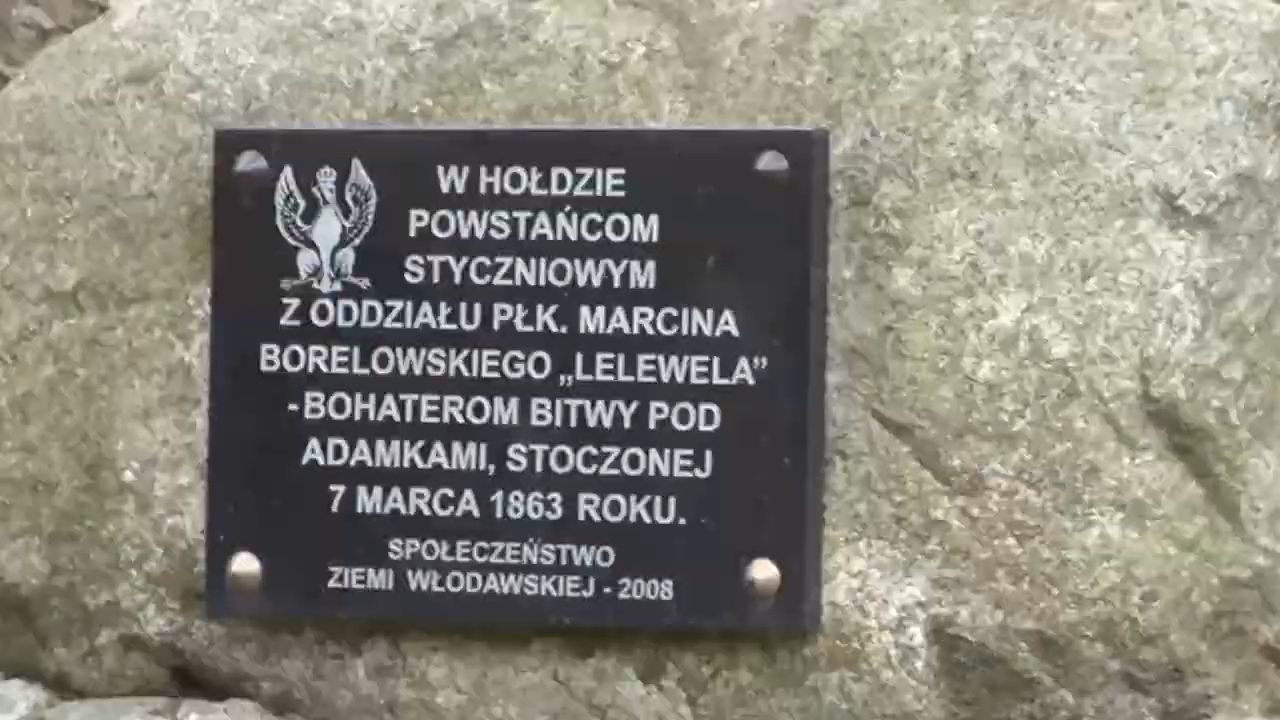 W HOŁDZIE
POWSTAŃCOM
STYCZNIOWYM
Z ODDZIAŁU PŁK. MARCINA
BORELOWSKIEGO „LELEWELA”
-BOHATEROM BITWY POD
ADAMKAMI, STOCZONEJ
7 MARCA 1863 ROKU.
SPOŁECZEŃSTWO
ZIEMI WŁODAWSKIEJ - 2008